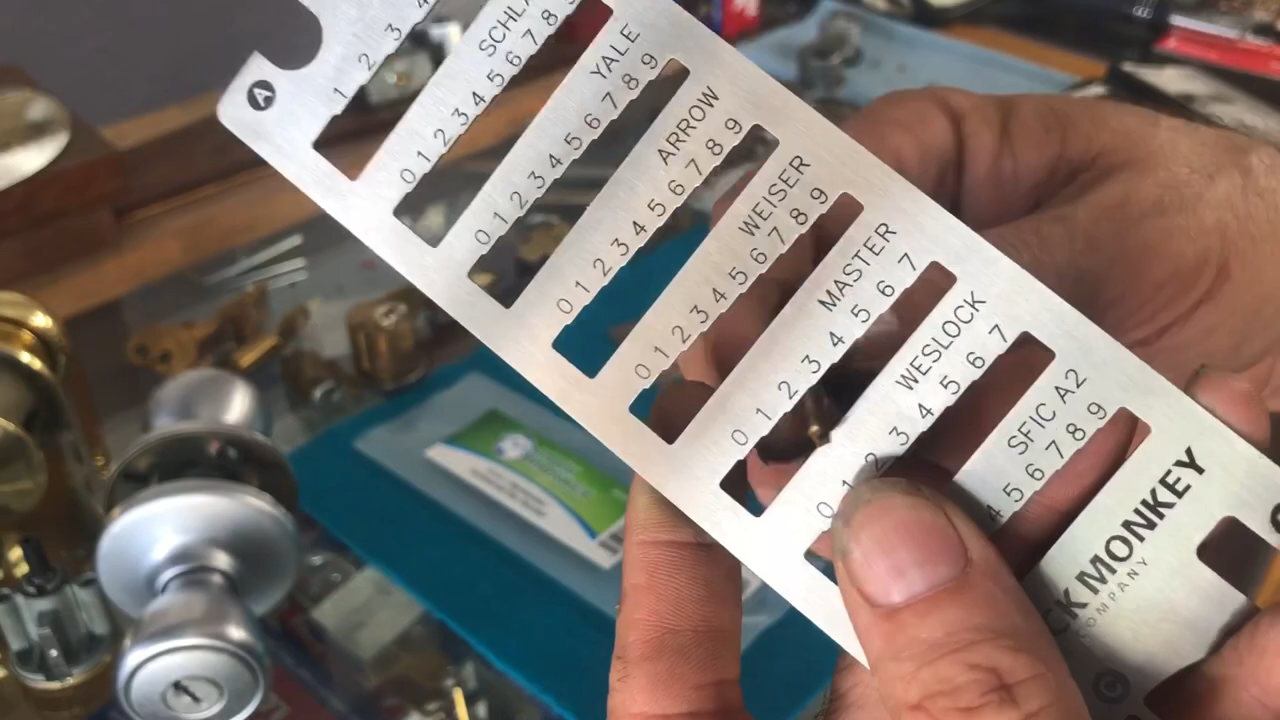 A
1 2 3 4
SCHLA
0 1 2 3 4 5 6 7 8 9
YALE
0 1 2 3 4 5 6 7 8 9
ARROW
0 1 2 3 4 5 6 7 8 9
WEISER
0 1 2 3 4 5 6 7 8 9
MASTER
0 1 2 3 4 5 6 7
WESLOCK
0 1 2 3 4 5 6 7
SFIC A2
4 5 6 7 8 9
CK MONKEY
COMPANY
C